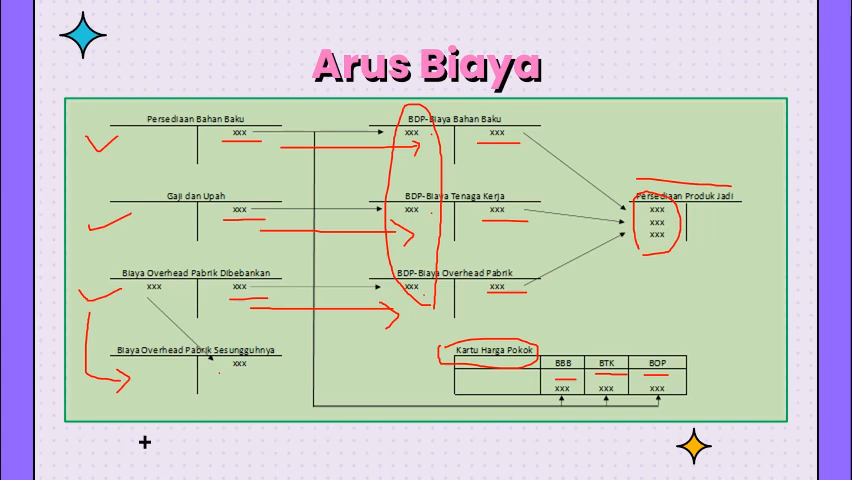 Arus Biaya
Persediaan Bahan Baku
BDP-Biaya Bahan Baku
xxx
xxx
xxx
Gaji dan Upah
BDP-Biaya Tenaga Kerja
Persediaan Produk Jadi
xxx
xxx
xxx
xxx
xxx
xxx
Biaya Overhead Pabrik Dibebankan
BDP-Biaya Overhead Pabrik
xxx
xxx
xxx
xxx
Biaya Overhead Pabrik Sesungguhnya
xxx
Kartu Harga Pokok
BBB BTK BOP
xxx xxx xxx